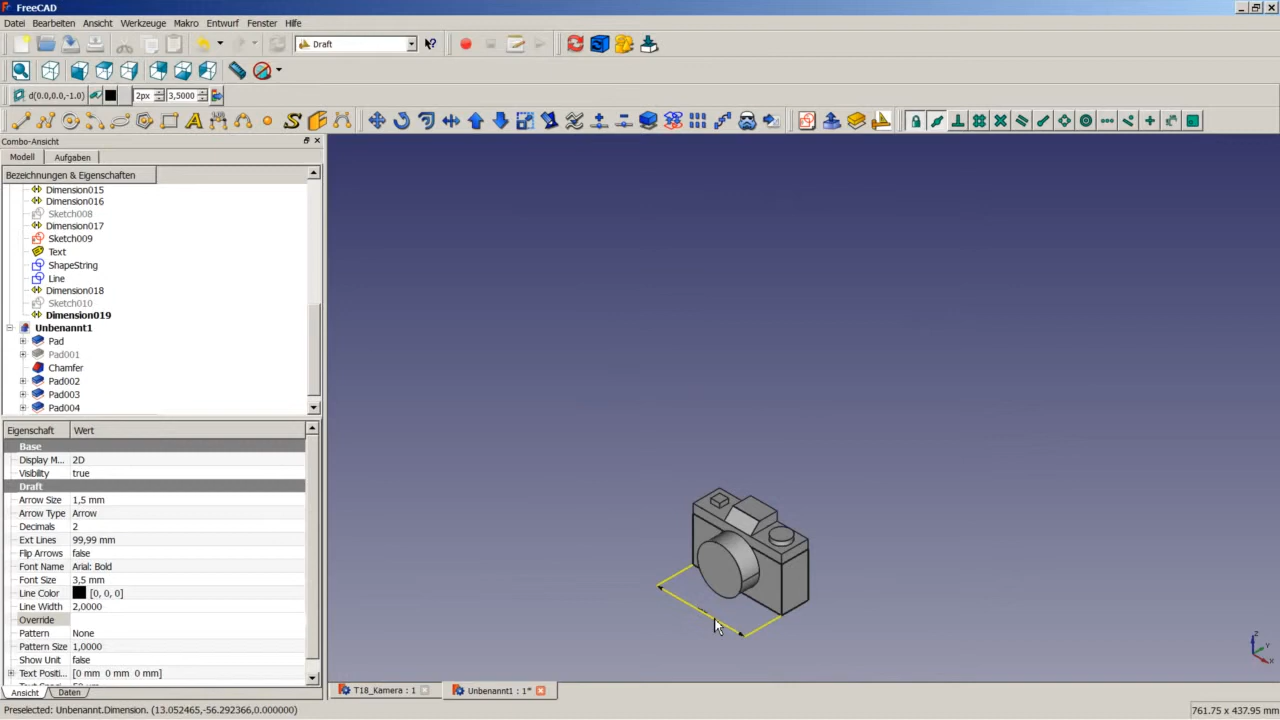 FreeCAD
Datei Bearbeiten Ansicht Werkzeuge Makro Entwurf Fenster Hilfe
Draft
d(0.0,0.0,-1.0) 2px 3,5000
Combo-Ansicht
Modell Aufgaben
Bezeichnungen & Eigenschaften
Dimension015
Dimension016
Sketch008
Dimension017
Sketch009
Text
ShapeString
Line
Dimension018
Sketch010
Dimension019
Unbenannt1
Pad
Pad001
Chamfer
Pad002
Pad003
Pad004
Eigenschaft Wert
Base
Display M... 2D
Visibility true
Draft
Arrow Size 1,5 mm
Arrow Type Arrow
Decimals 2
Ext Lines 99,99 mm
Flip Arrows false
Font Name Arial: Bold
Font Size 3,5 mm
Line Color [0, 0, 0]
Line Width 2,0000
Override
Pattern None
Pattern Size 1,0000
Show Unit false
Text Positi... [0 mm 0 mm 0 mm]
Ansicht Daten
T18_Kamera : 1 Unbenannt1 : 1*
Preselected: Unbenannt.Dimension. (13.052465,-56.292366,0.000000)
761.75 x 437.95 mm